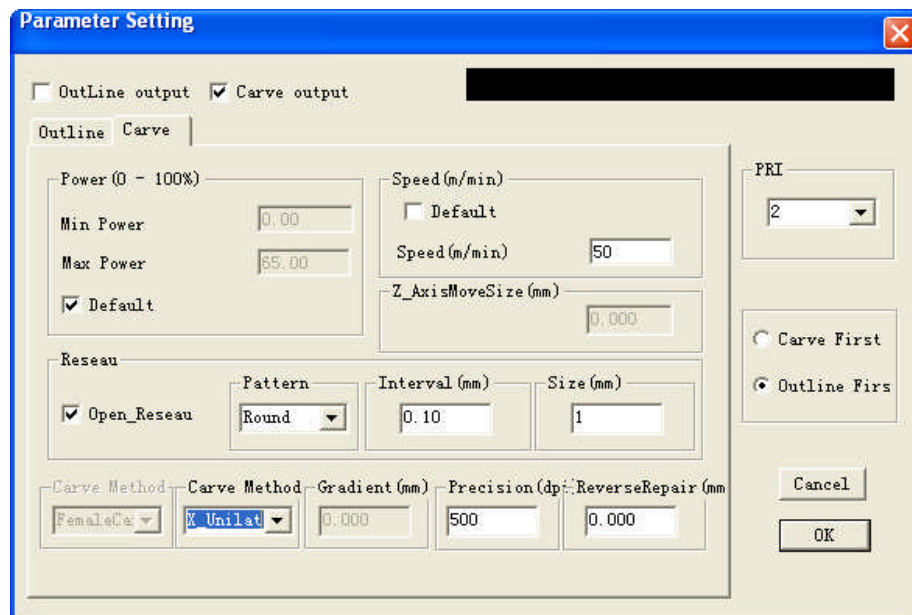 Parameter Setting
OutLine output Carve output
Outline Carve
Power(0 - 100%)
Min Power 0.00
Max Power 65.00
Default
Speed(m/min)
Default
Speed(m/min) 50
Z_AxisMoveSize(mm)
0.000
PRI
2
Carve First
Outline Firs
Reseau
Open_Reseau
Pattern
Round
Interval(mm)
0.10
Size(mm)
1
Carve Method
FemaleCa
Carve Method
X_Unilat
Gradient(mm)
0.000
Precision(dp
500
ReverseRepair(mm
0.000
Cancel
OK